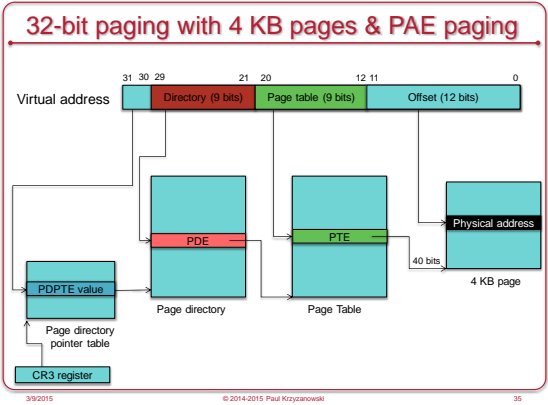 32-bit paging with 4 KB pages & PAE paging
31 30 29 21 20 12 11 0
Virtual address
Directory (9 bits)
Page table (9 bits)
Offset (12 bits)
PDE
PTE
Physical address
40 bits
4 KB page
PDPTE value
Page directory
Page Table
Page directory
pointer table
CR3 register
3/9/2015
© 2014-2015 Paul Krzyzanowski
35